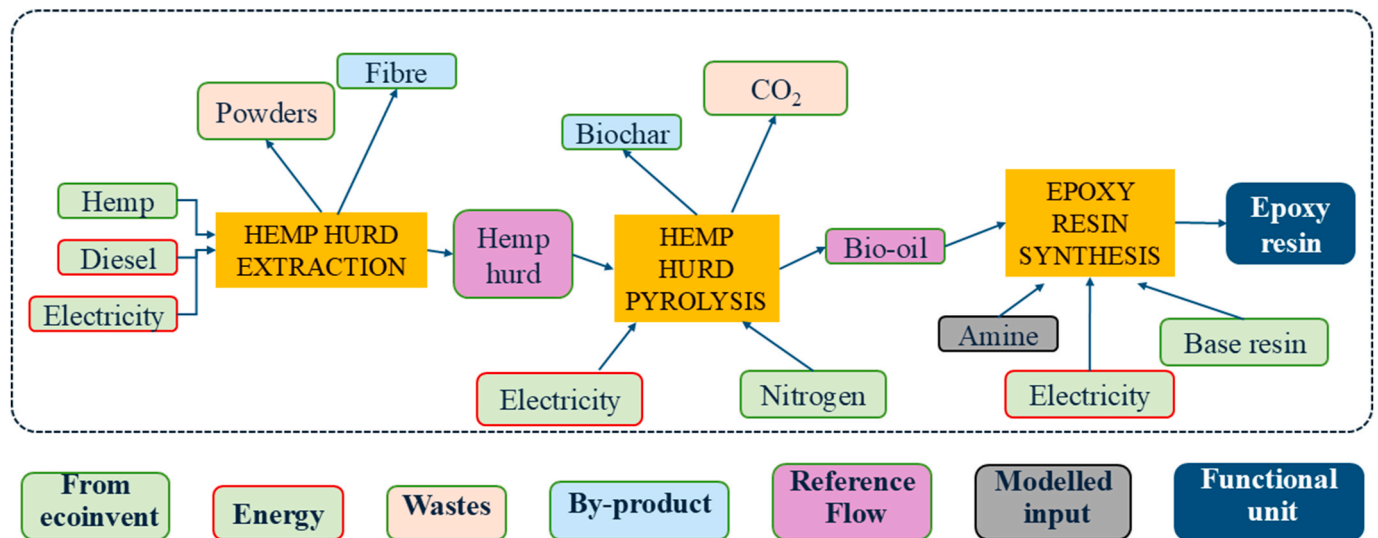 Fibre
Powders
CO2
Biochar
Hemp
Diesel
Electricity
HEMP HURD
EXTRACTION
Hemp
hurd
HEMP
HURD
PYROLYSIS
Bio-oil
EPOXY
RESIN
SYNTHESIS
Epoxy
resin
Electricity
Nitrogen
Amine
Electricity
Base resin
From
ecoinvent
Energy
Wastes
By-product
Reference
Flow
Modelled
input
Functional
unit